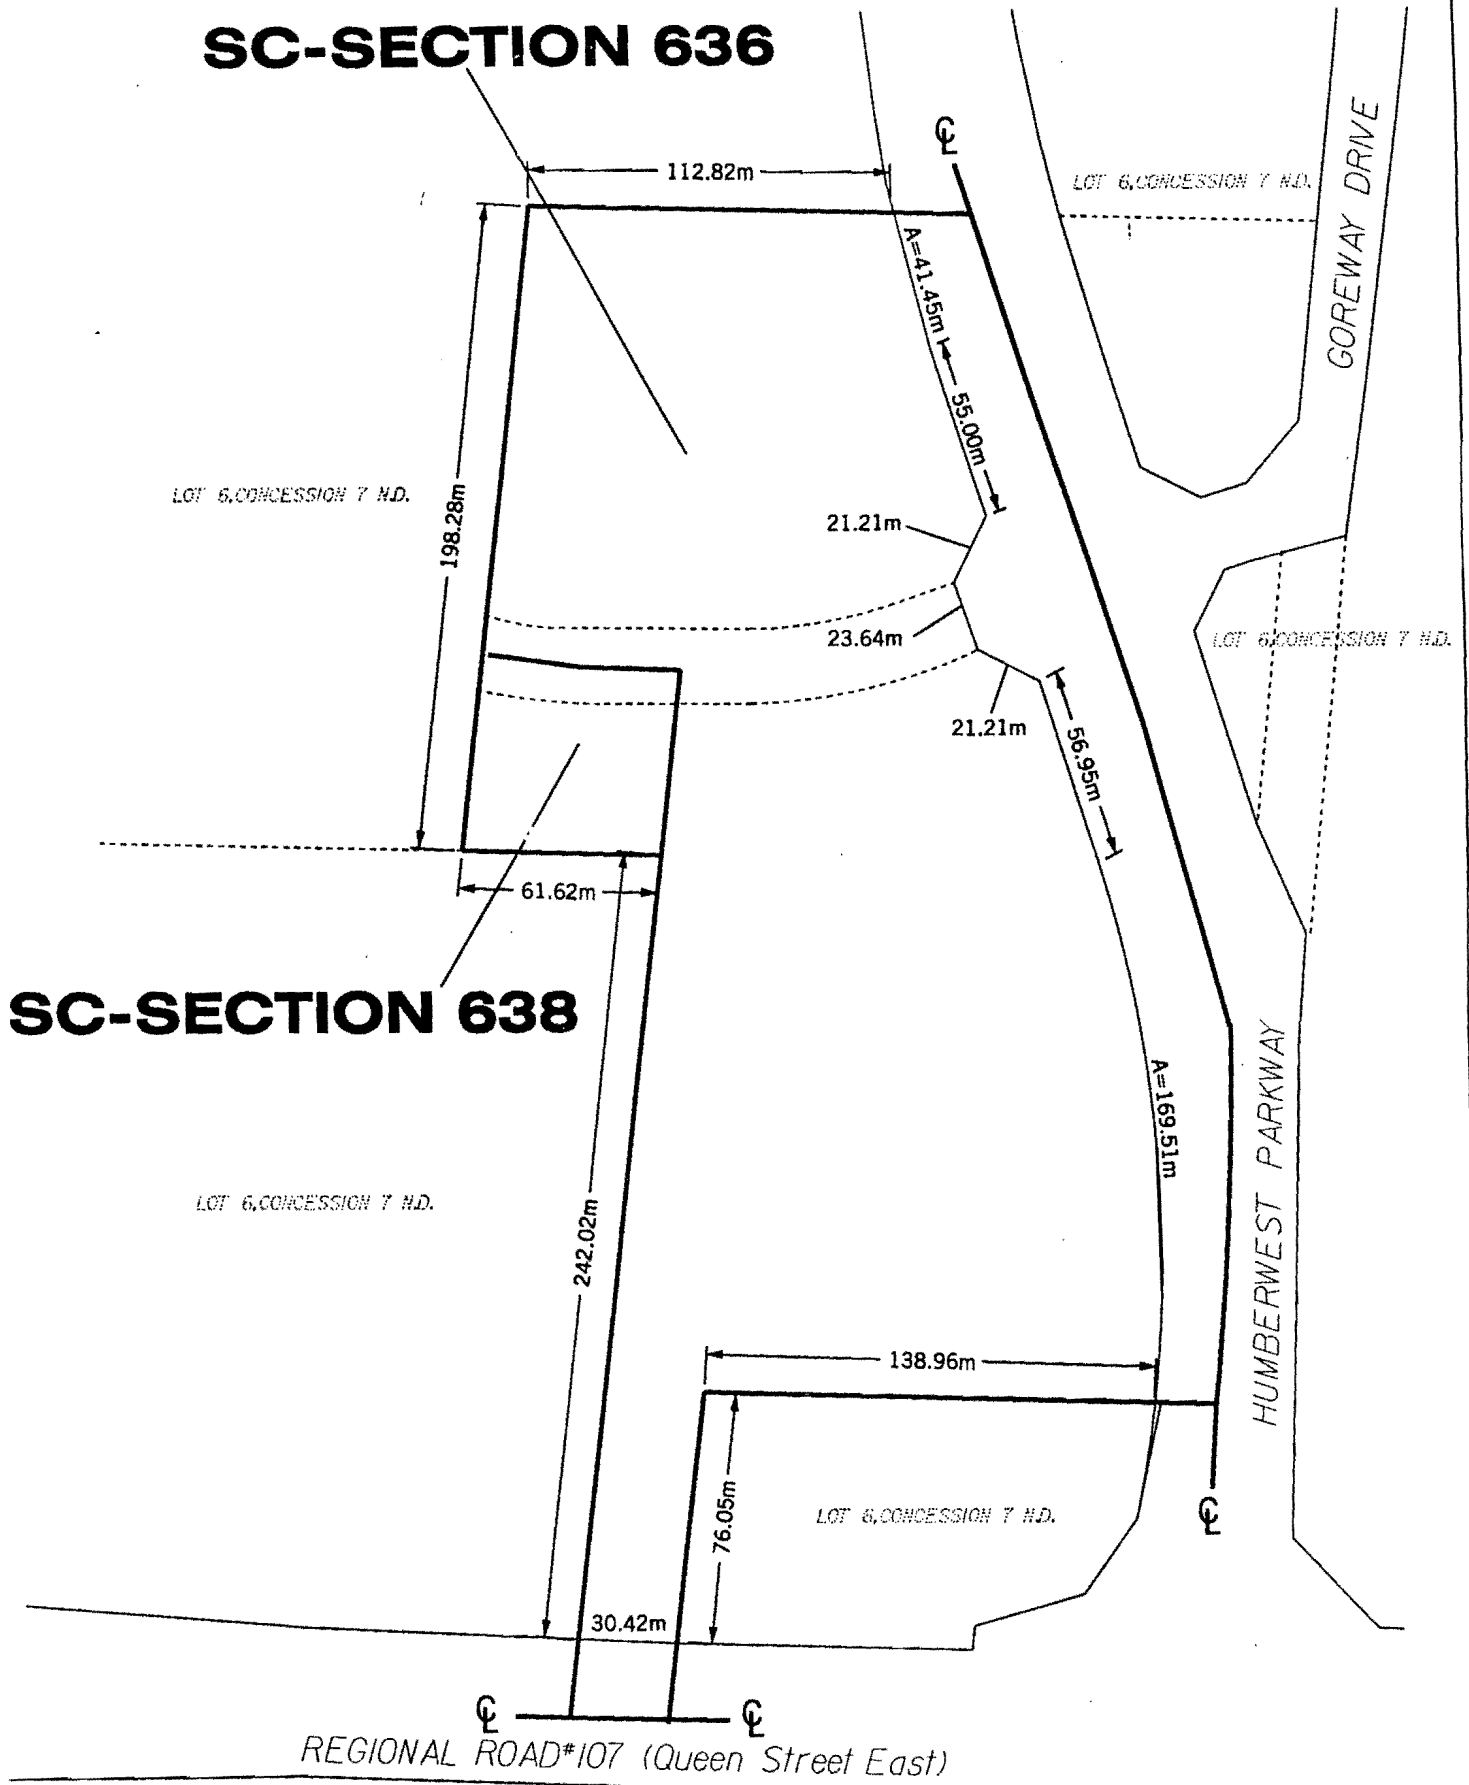 SC-SECTION 636
℄
112.82m
LOT 6,CONCESSION 7 N.D.
GOREWAY DRIVE
A=41.45m
55.00m
LOT 6,CONCESSION 7 N.D.
198.28m
21.21m
23.64m
LOT 6,CONCESSION 7 N.D.
21.21m
56.95m
61.62m
SC-SECTION 638
A=169.51m
HUMBERWEST PARKWAY
LOT 6,CONCESSION 7 N.D.
242.02m
138.96m
76.05m
LOT 6,CONCESSION 7 N.D.
℄
30.42m
℄ ℄
REGIONAL ROAD#107 (Queen Street East)